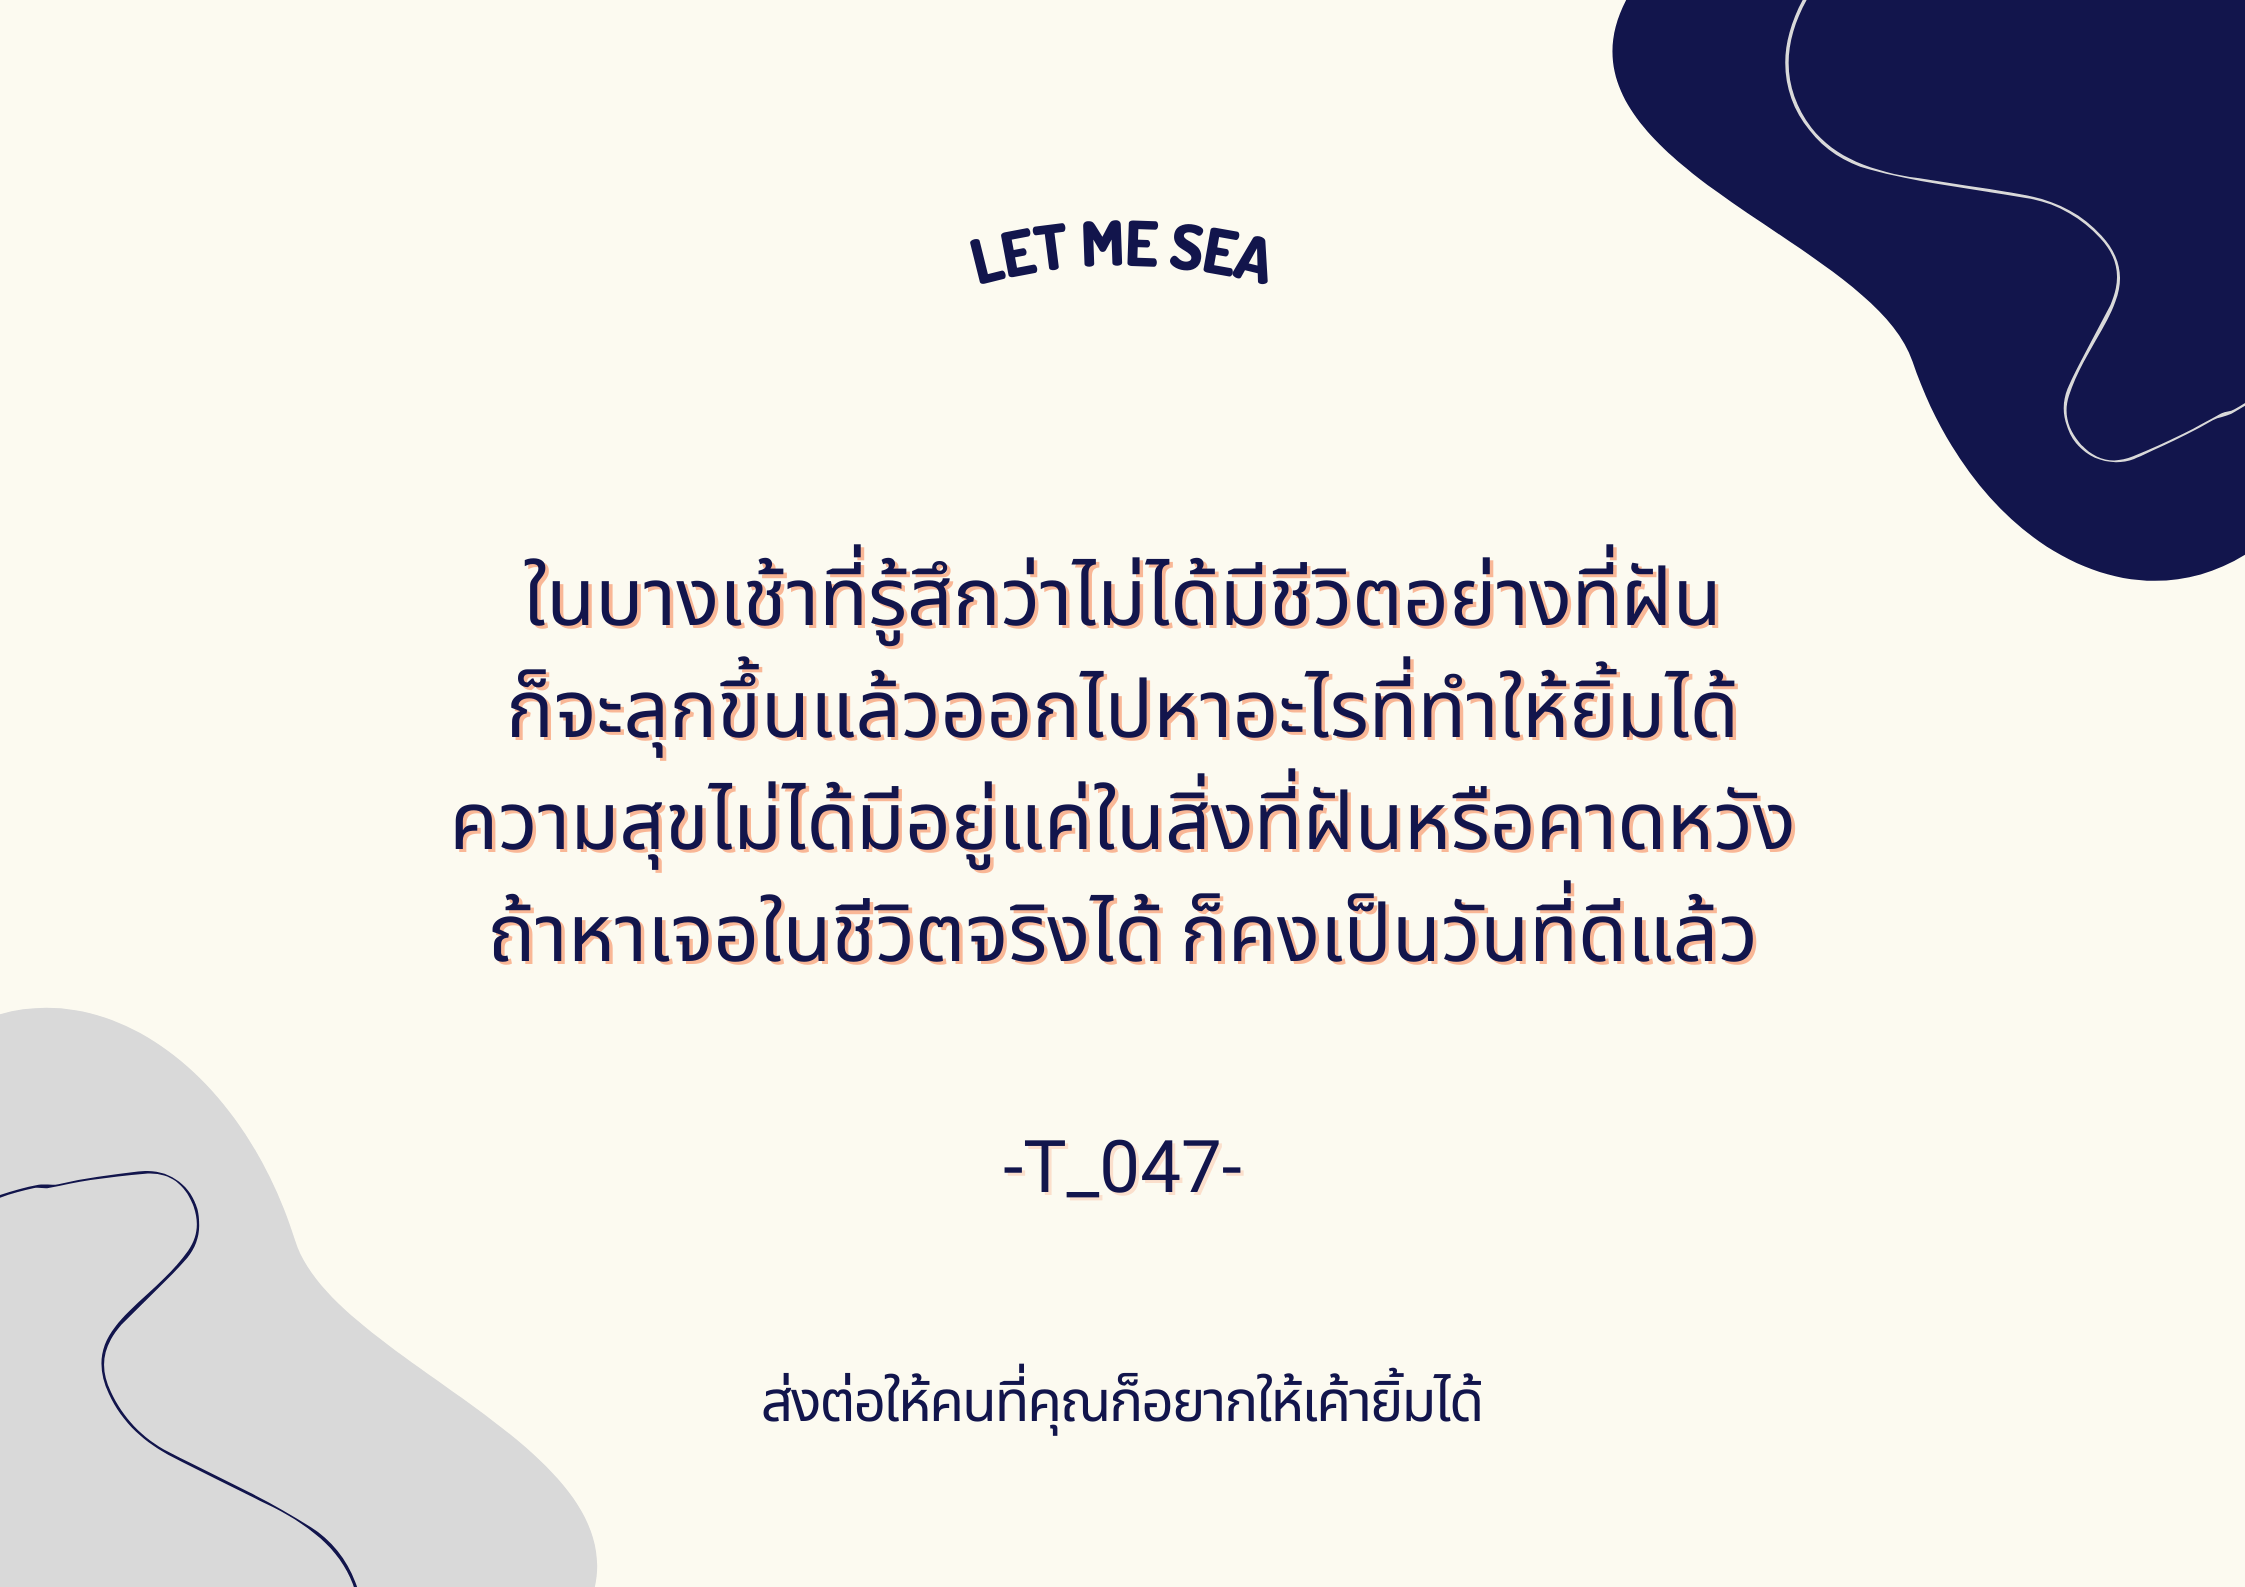 LET ME SEA
ในบางเช้าที่รู้สึกว่าไม่ได้มีชีวิตอย่างที่ฝัน
ก็จะลุกขึ้นแล้วออกไปหาอะไรที่ทำให้ยิ้มได้
ความสุขไม่ได้มีอยู่แค่ในสิ่งที่ฝันหรือคาดหวัง
ถ้าหาเจอในชีวิตจริงได้ ก็คงเป็นวันที่ดีแล้ว
-T_047-
ส่งต่อให้คนที่คุณก็อยากให้เค้ายิ้มได้